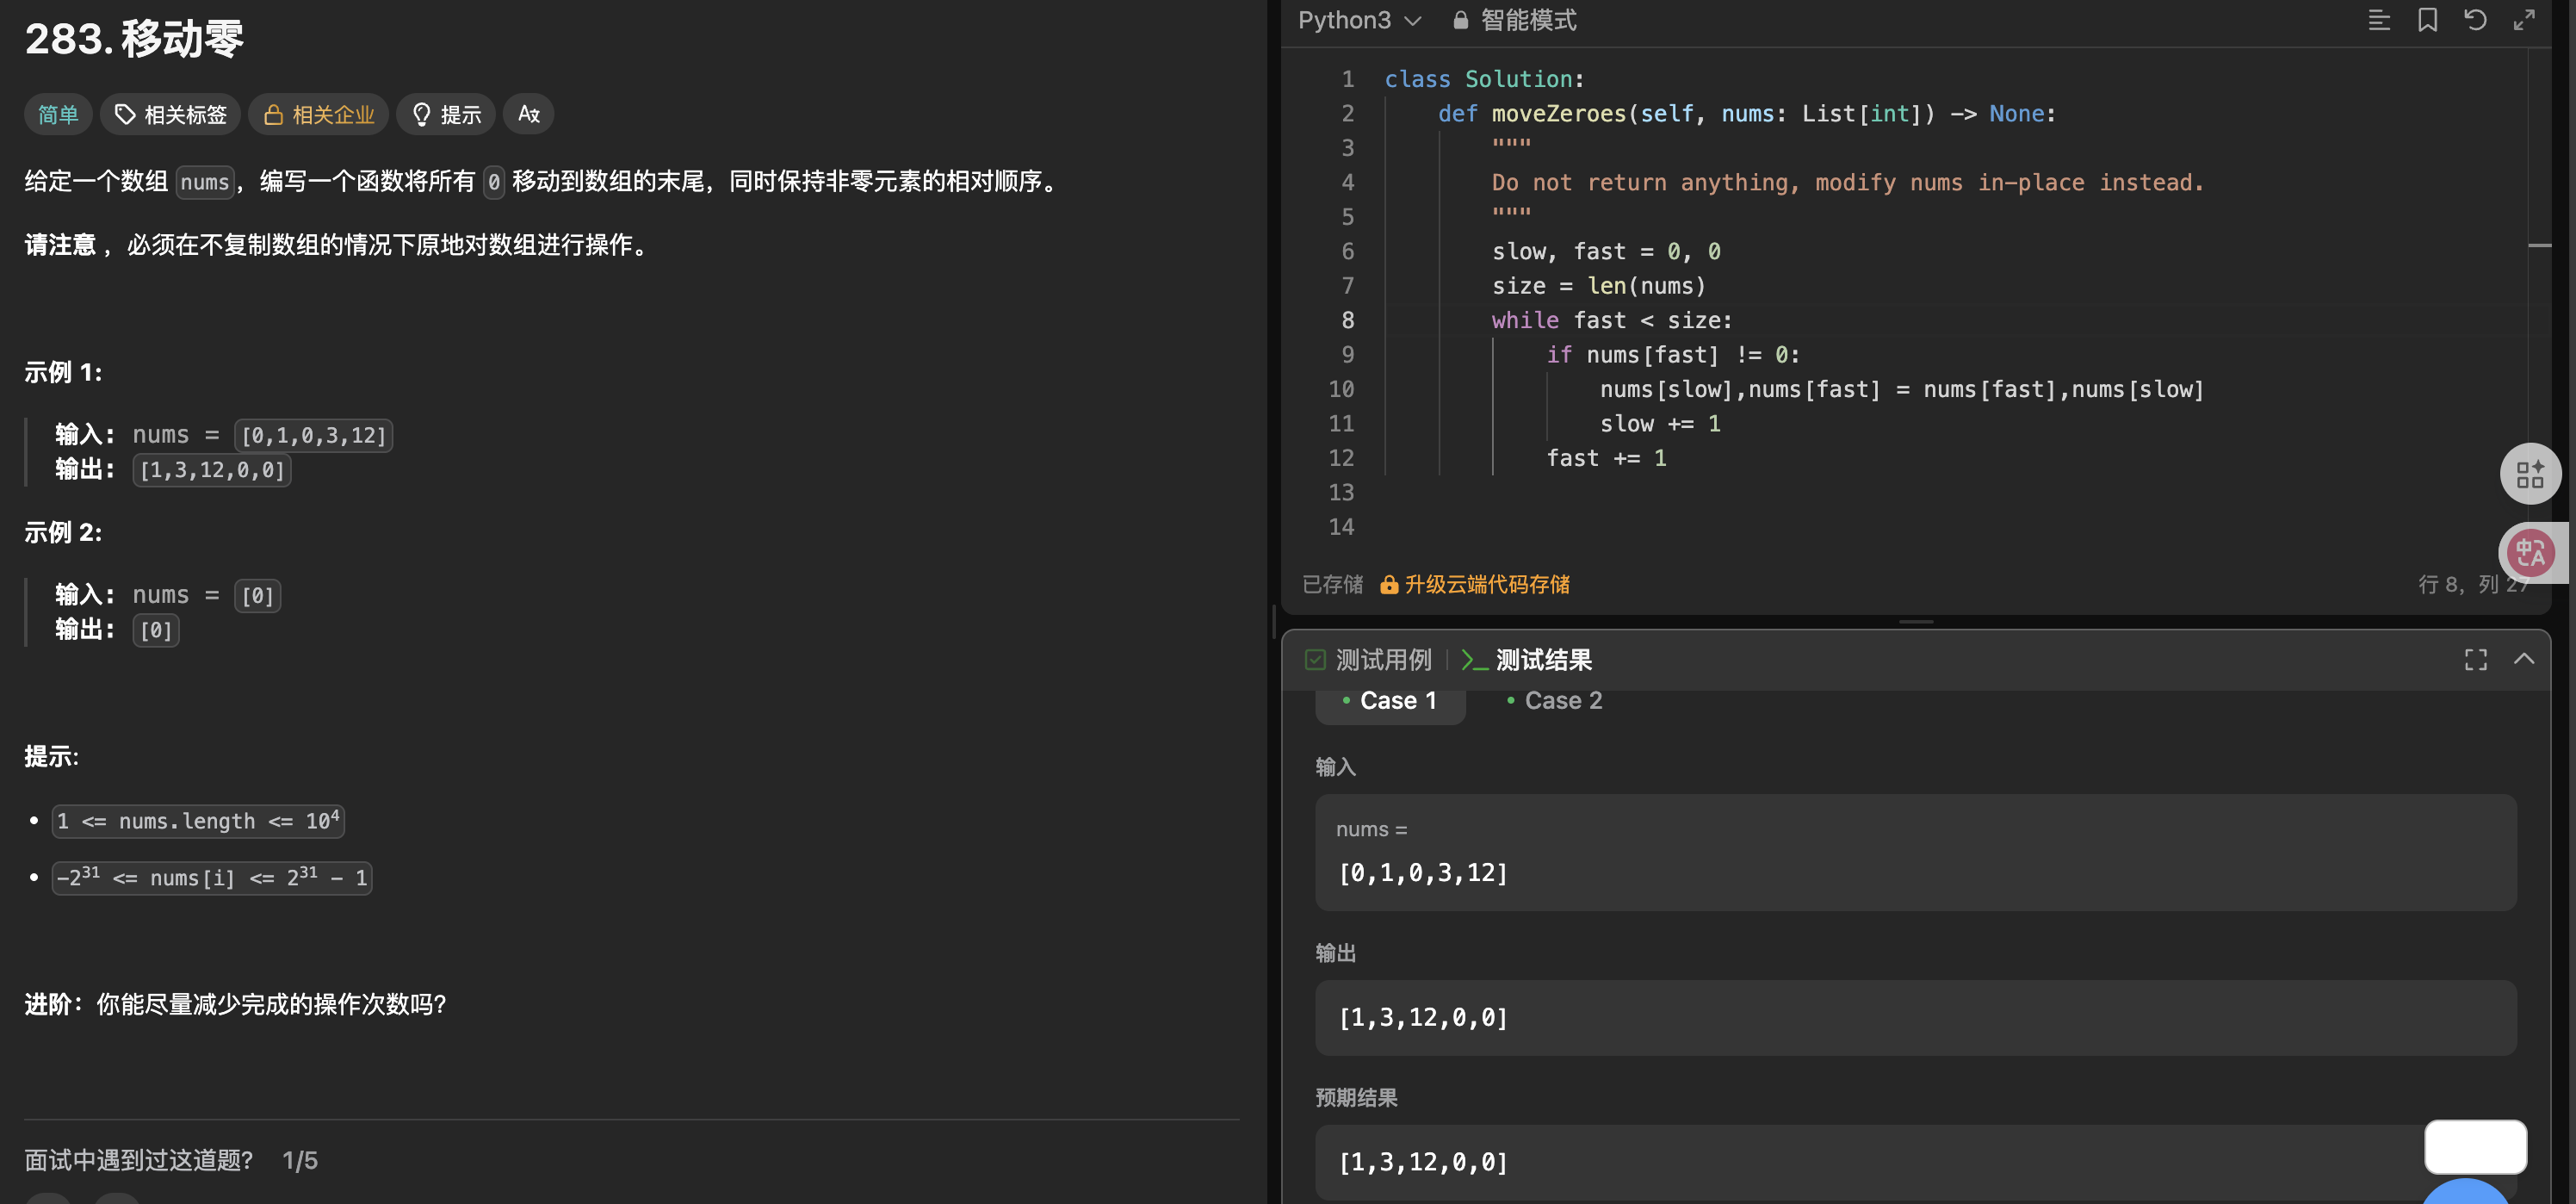 283. 移动零
简单 相关标签 相关企业 提示
给定一个数组 nums，编写一个函数将所有 0 移动到数组的末尾，同时保持非零元素的相对顺序。
请注意 ，必须在不复制数组的情况下原地对数组进行操作。
示例 1:
输入: nums = [0,1,0,3,12]
输出: [1,3,12,0,0]
示例 2:
输入: nums = [0]
输出: [0]
提示:
1 <= nums.length <= 10⁴
-2³¹ <= nums[i] <= 2³¹ - 1
进阶：你能尽量减少完成的操作次数吗？
面试中遇到过这道题? 1/5
Python3 智能模式
1 class Solution:
2 def moveZeroes(self, nums: List[int]) -> None:
3 """
4 Do not return anything, modify nums in-place instead.
5 """
6 slow, fast = 0, 0
7 size = len(nums)
8 while fast < size:
9 if nums[fast] != 0:
10 nums[slow],nums[fast] = nums[fast],nums[slow]
11 slow += 1
12 fast += 1
13
14
已存储 升级云端代码存储 行 8，列 27
测试用例 测试结果
Case 1 Case 2
输入
nums =
[0,1,0,3,12]
输出
[1,3,12,0,0]
预期结果
[1,3,12,0,0]